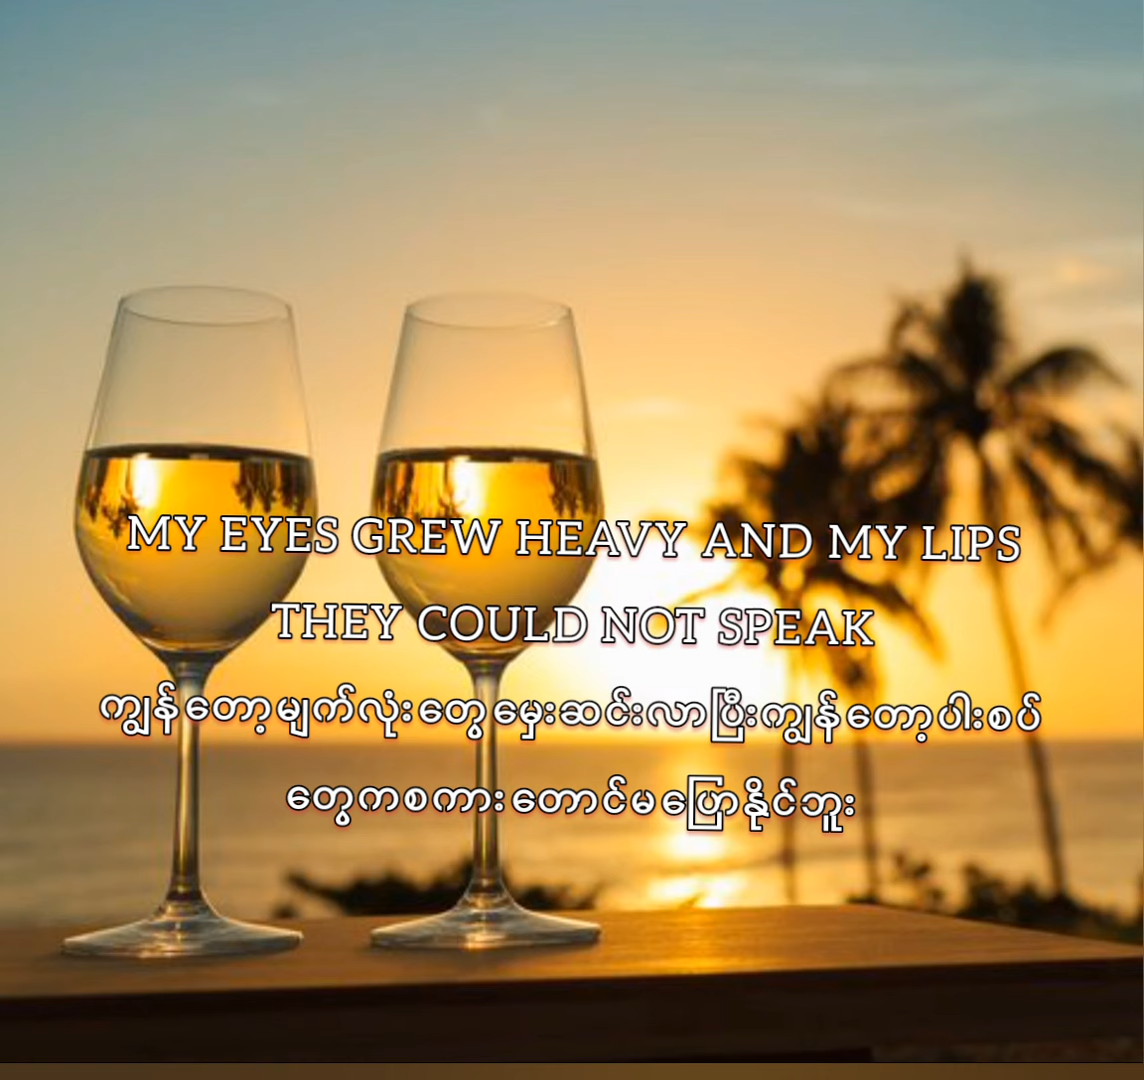 MY EYES GREW HEAVY AND MY LIPS
THEY COULD NOT SPEAK
ကျွန်တော့မျက်လုံးတွေမှေးဆင်းလာပြီးကျွန်တော့ပါးစပ်
တွေကစကားတောင်မပြောနိုင်ဘူး